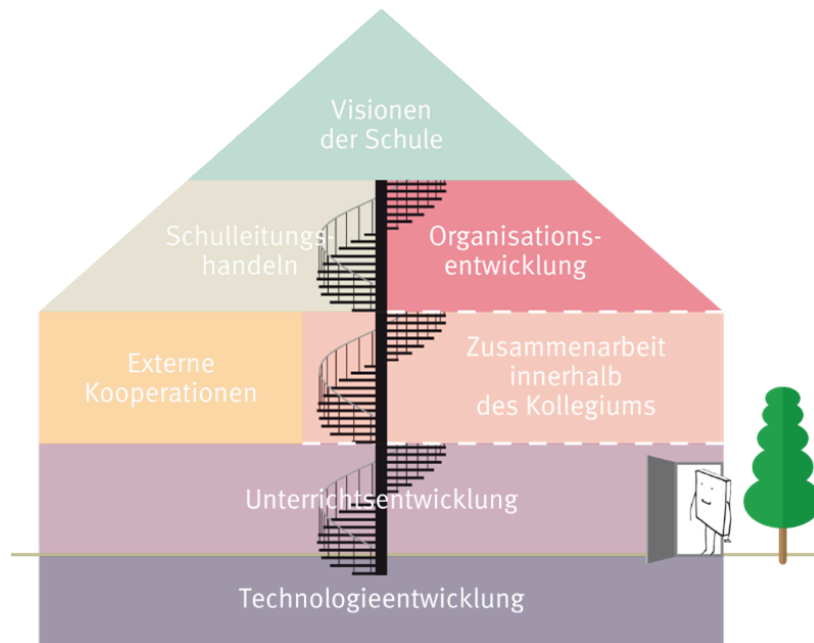 Visionen
der Schule
Schulleitungs-
handeln
Organisations-
entwicklung
Externe
Kooperationen
Zusammenarbeit
innerhalb
des Kollegiums
Unterrichtsentwicklung
Technologieentwicklung